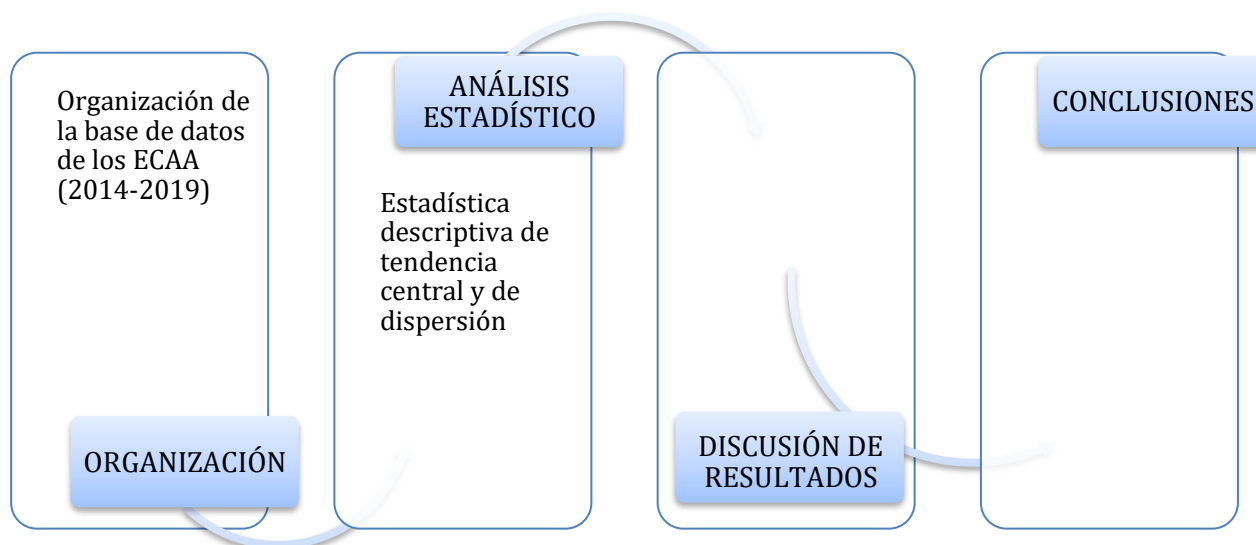 Organización de
la base de datos
de los ECAA
(2014-2019)
ORGANIZACIÓN
ANÁLISIS
ESTADÍSTICO
Estadística
descriptiva de
tendencia
central y de
dispersión
DISCUSIÓN DE
RESULTADOS
CONCLUSIONES